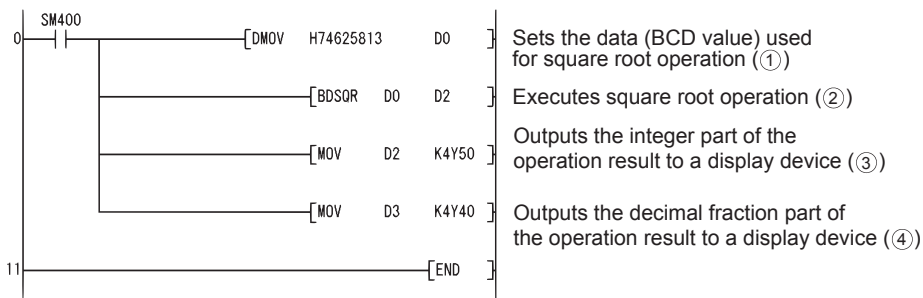 SM400
0 [DMOV H74625813 D0 ] Sets the data (BCD value) used
for square root operation (①)
[BDSQR D0 D2 ] Executes square root operation (②)
Outputs the integer part of the
[MOV D2 K4Y50 ] operation result to a display device (③)
[MOV D3 K4Y40 ] Outputs the decimal fraction part of
the operation result to a display device (④)
11 [END ]